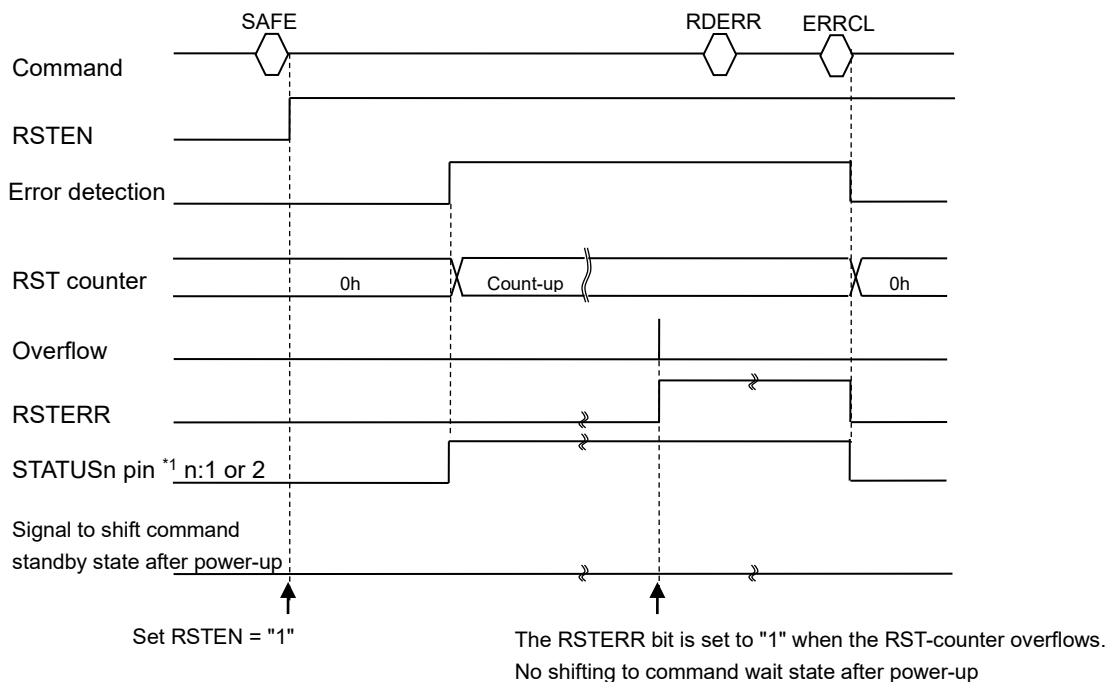 SAFE RDERR ERRCL
Command
RSTEN
Error detection
RST counter 0h Count-up 0h
Overflow
RSTERR
STATUSn pin *1 n:1 or 2
Signal to shift command
standby state after power-up
Set RSTEN = "1"
The RSTERR bit is set to "1" when the RST-counter overflows.
No shifting to command wait state after power-up